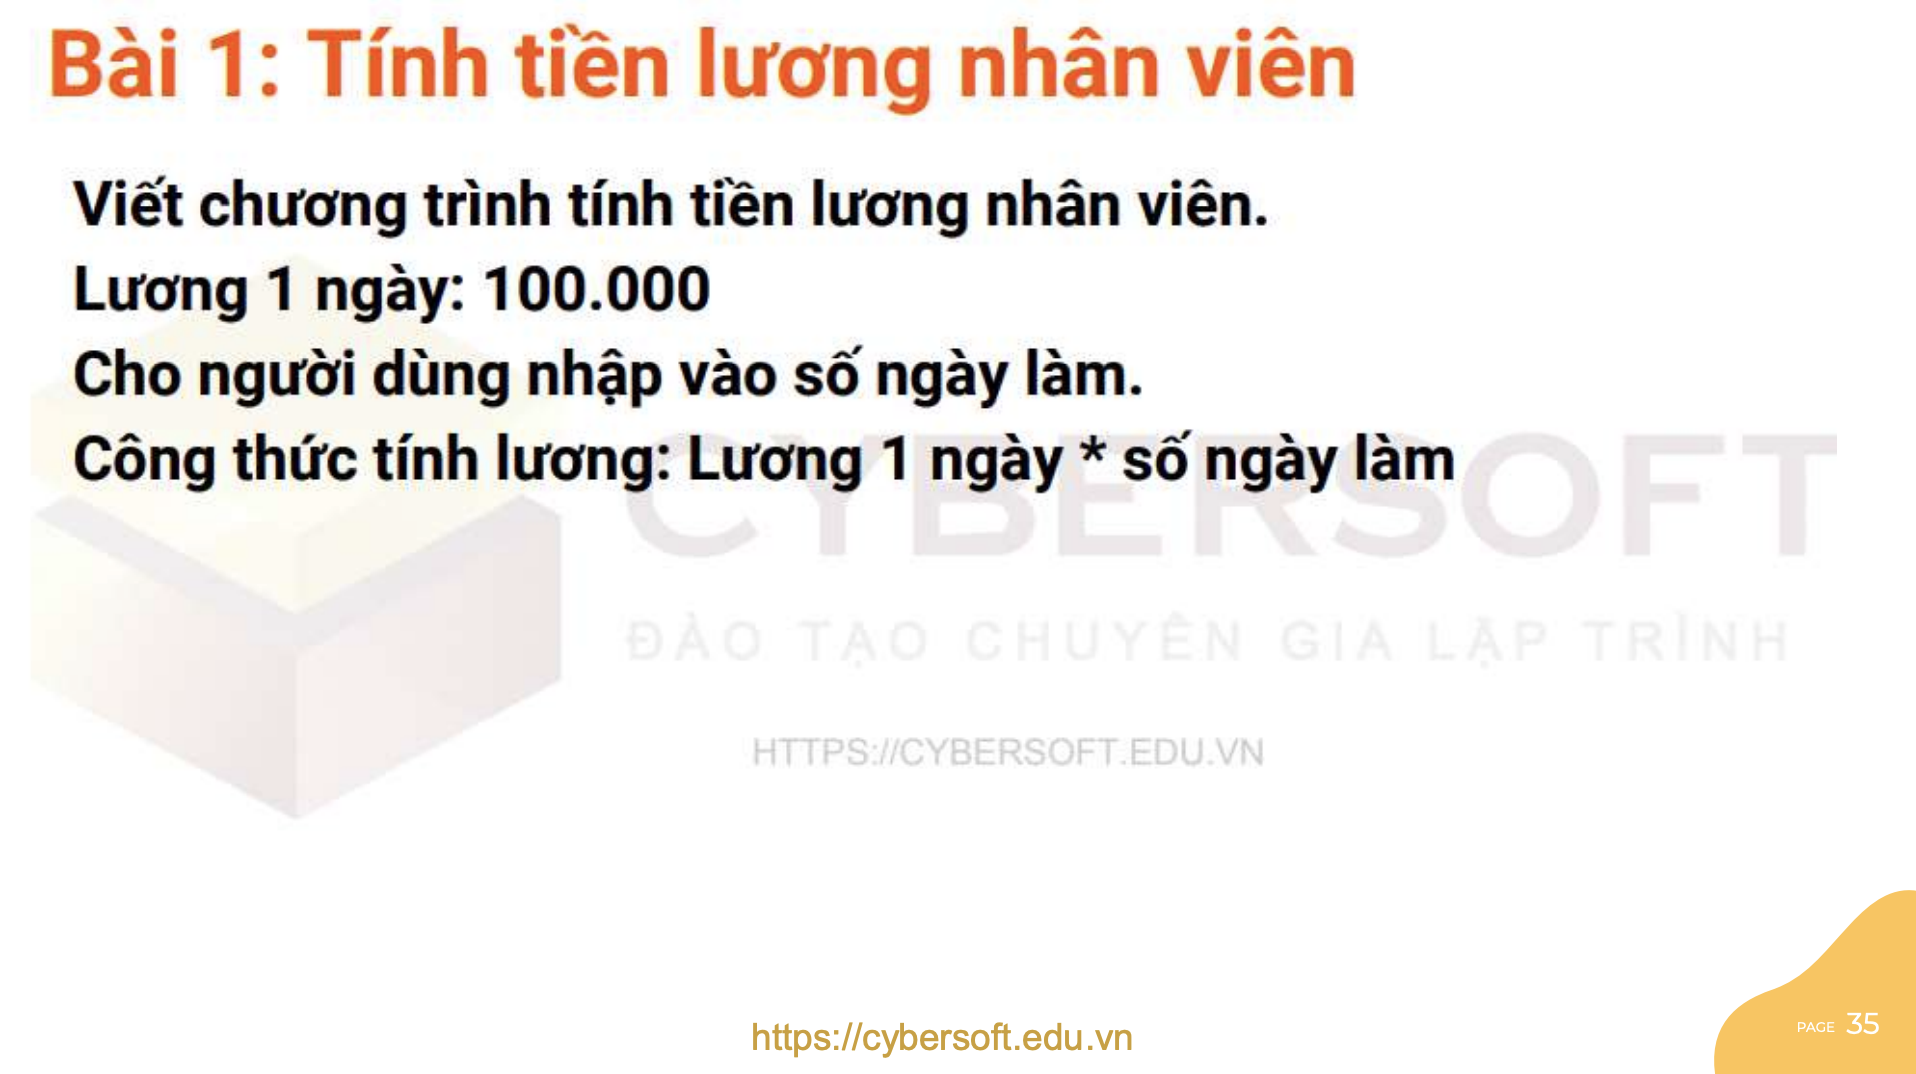 Bài 1: Tính tiền lương nhân viên
Viết chương trình tính tiền lương nhân viên.
Lương 1 ngày: 100.000
Cho người dùng nhập vào số ngày làm.
Công thức tính lương: Lương 1 ngày * số ngày làm
CYBERSOFT
ĐÀO TẠO CHUYÊN GIA LẬP TRÌNH
HTTPS://CYBERSOFT.EDU.VN
https://cybersoft.edu.vn
PAGE 35